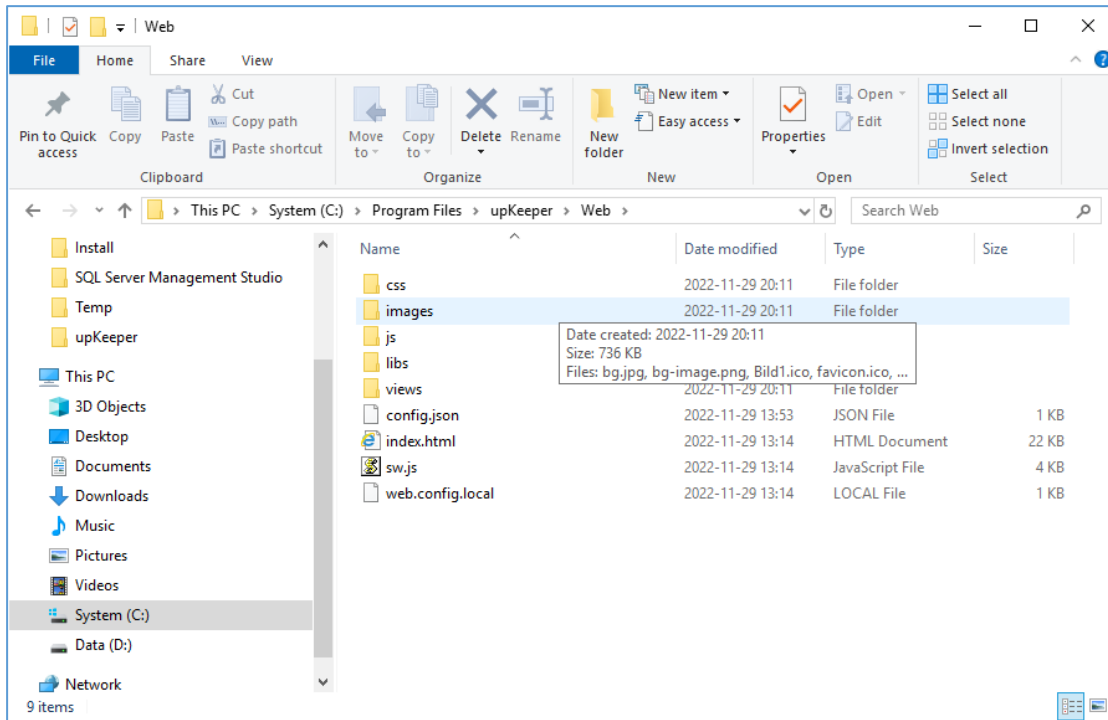 Web
File Home Share View
Pin to Quick access
Copy
Paste
Cut
Copy path
Paste shortcut
Clipboard
Move to
Copy to
Delete
Rename
Organize
New folder
New item
Easy access
New
Properties
Open
Edit
Open
Select all
Select none
Invert selection
Select
This PC > System (C:) > Program Files > upKeeper > Web >
Search Web
Install
SQL Server Management Studio
Temp
upKeeper
This PC
3D Objects
Desktop
Documents
Downloads
Music
Pictures
Videos
System (C:)
Data (D:)
Network
Name Date modified Type Size
css 2022-11-29 20:11 File folder
images 2022-11-29 20:11 File folder
js
libs
Date created: 2022-11-29 20:11
Size: 736 KB
Files: bg.jpg, bg-image.png, Bild1.ico, favicon.ico, ...
views 2022-11-29 20:11 File folder
config.json 2022-11-29 13:53 JSON File 1 KB
index.html 2022-11-29 13:14 HTML Document 22 KB
sw.js 2022-11-29 13:14 JavaScript File 4 KB
web.config.local 2022-11-29 13:14 LOCAL File 1 KB
9 items